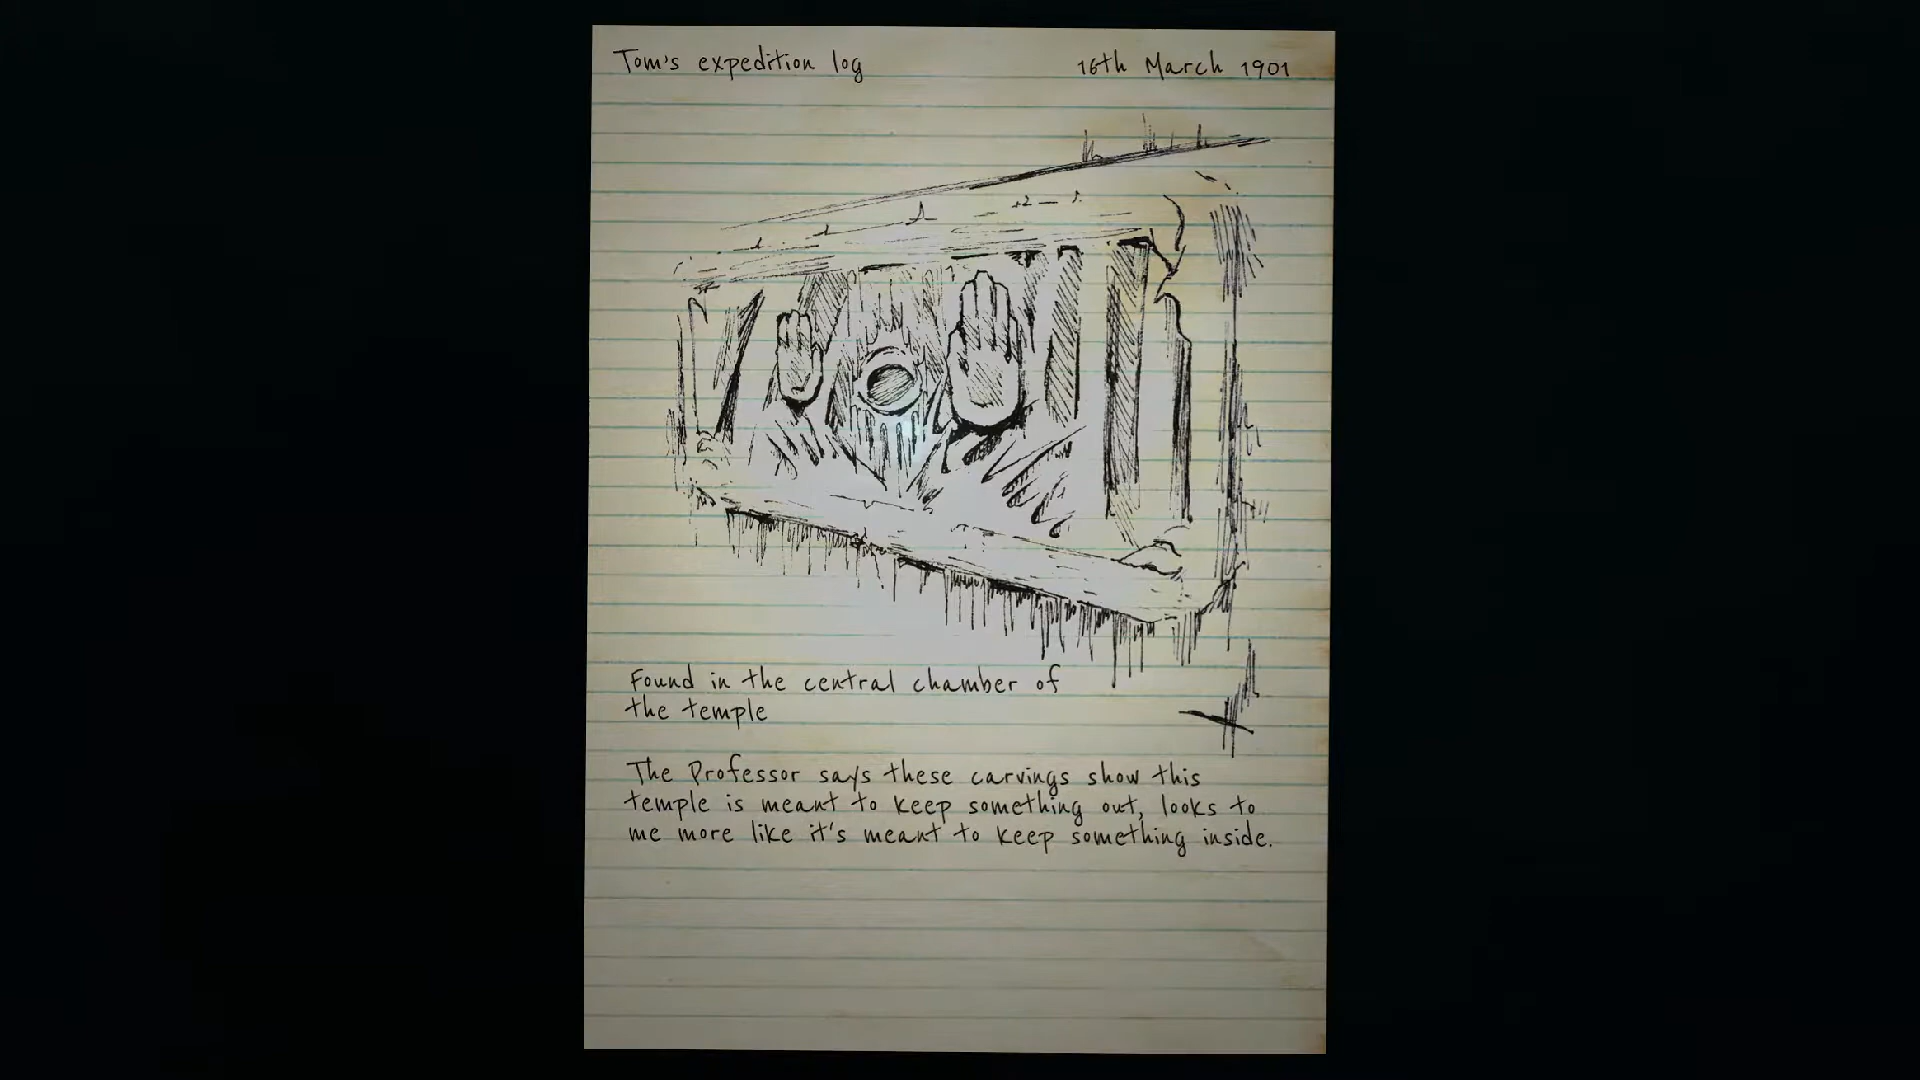 Tom's expedition log
16th March 1901
Found in the central chamber of
the temple
The Professor says these carvings show this
temple is meant to keep something out, looks to
me more like it's meant to keep something inside.